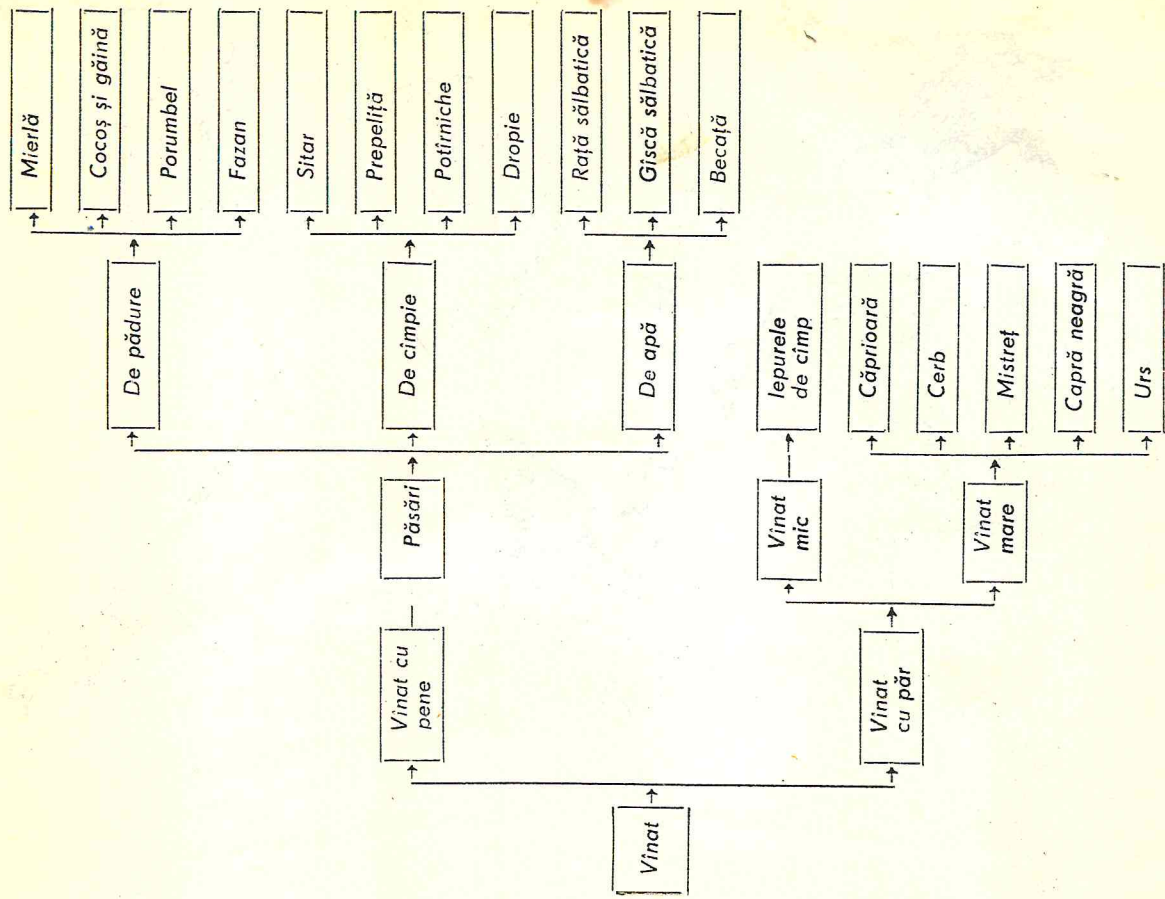 Vînat
Vînat cu
pene
Păsări
De pădure
Mierlă
Cocoș și găină
Porumbel
Fazan
De cîmpie
Sitar
Prepeliță
Potîrniche
Dropie
De apă
Rață sălbatică
Gîscă sălbatică
Becață
Vînat
cu păr
Vînat
mic
Iepurele
de cîmp
Vînat
mare
Căprioară
Cerb
Mistreț
Capră neagră
Urs